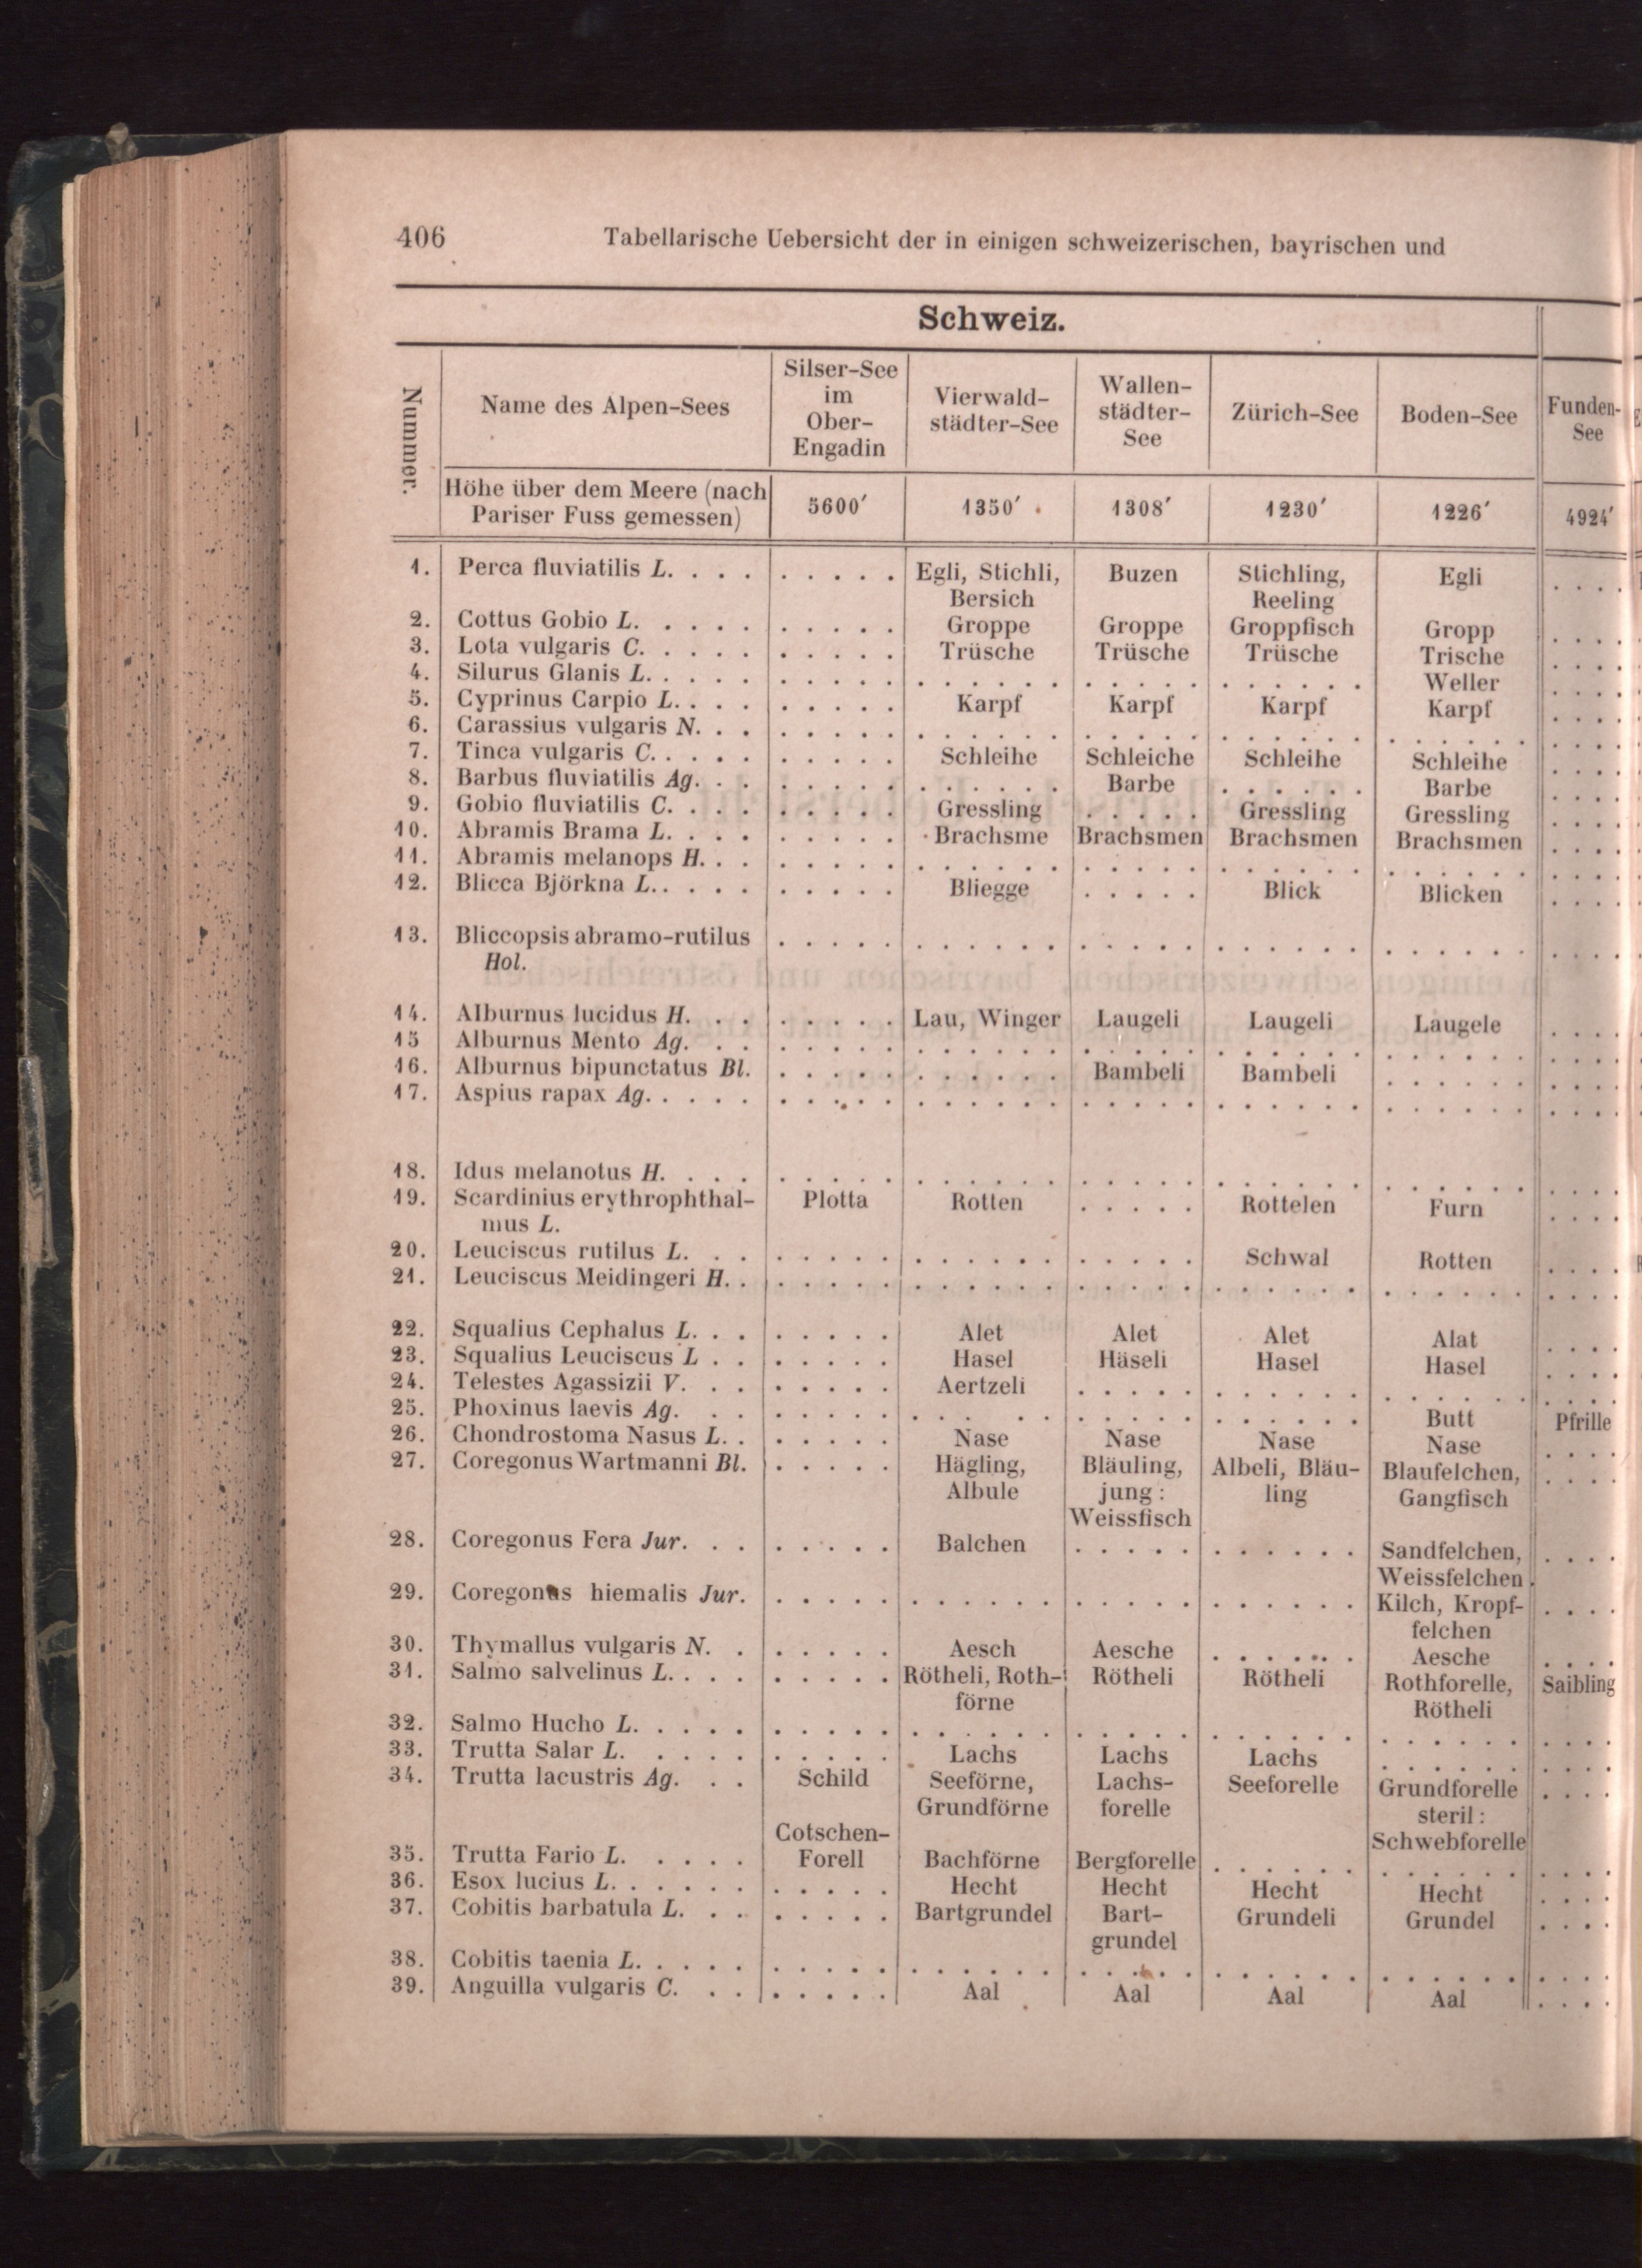 406 Tabellarische Uebersicht der in einigen schweizerischen, bayrischen und
Schweiz.
Nummer. Name des Alpen-Sees Silser-See im Ober-Engadin Vierwald-städter-See Wallen-städter-See Zürich-See Boden-See Funden-See
Höhe über dem Meere (nach Pariser Fuss gemessen) 5600′ 1350′ 1308′ 1230′ 1226′ 4924′
1. Perca fluviatilis L. . . . . . . . . Egli, Stichli, Buzen Stichling, Egli . . . .
Bersich Reeling
2. Cottus Gobio L. . . . . . . . . . Groppe Groppe Groppfisch Gropp . . . .
3. Lota vulgaris C. . . . . . . . . . Trüsche Trüsche Trüsche Trische . . . .
4. Silurus Glanis L. . . . . . . . . . . . . . . . . . . . . . . . . . . Weller . . . .
5. Cyprinus Carpio L. . . . . . . . . Karpf Karpf Karpf Karpf . . . .
6. Carassius vulgaris N. . . . . . . . . . . . . . . . . . . . . . . . . . . . . . . . . . . .
7. Tinca vulgaris C. . . . . . . . . . Schleihe Schleiche Schleihe Schleihe . . . .
8. Barbus fluviatilis Ag. . . . . . . . . . . . . . Barbe . . . . . . Barbe . . . .
9. Gobio fluviatilis C. . . . . . . . . Gressling . . . . . Gressling Gressling . . . .
10. Abramis Brama L. . . . . . . . . Brachsme Brachsmen Brachsmen Brachsmen . . . .
11. Abramis melanops H. . . . . . . . . . . . . . . . . . . . . . . . . . . . . . . . . . . .
12. Blicca Björkna L. . . . . . . . . . Bliegge . . . . . Blick Blicken . . . .
13. Bliccopsis abramo-rutilus . . . . . . . . . . . . . . . . . . . . . . . . . . . . . . . .
Hol.
14. Alburnus lucidus H. . . . . . . . Lau, Winger Laugeli Laugeli Laugele . . . .
15 Alburnus Mento Ag. . . . . . . . . . . . . . . . . . . . . . . . . . . . . . . . . . .
16. Alburnus bipunctatus Bl. . . . . . . . . . . . Bambeli Bambeli . . . . . . . . . .
17. Aspius rapax Ag. . . . . . . . . . . . . . . . . . . . . . . . . . . . . . . . . . . . .
18. Idus melanotus H. . . . . . . . . . . . . . . . . . . . . . . . . . . . . . . . . . . .
19. Scardinius erythrophthal- Plotta Rotten . . . . . Rottelen Furn . . . .
mus L.
20. Leuciscus rutilus L. . . . . . . . . . . . . . . . . . . Schwal Rotten . . . .
21. Leuciscus Meidingeri H. . . . . . . . . . . . . . . . . . . . . . . . . . . . . . . . . .
22. Squalius Cephalus L. . . . . . . . Alet Alet Alet Alat . . . .
23. Squalius Leuciscus L . . . . . . . Hasel Häseli Hasel Hasel . . . .
24. Telestes Agassizii V. . . . . . . . Aertzeli . . . . . . . . . . . . . . . . . . . . .
25. Phoxinus laevis Ag. . . . . . . . . . . . . . . . . . . . . . . . Butt Pfrille
26. Chondrostoma Nasus L. . . . . . . Nase Nase Nase Nase . . . .
27. Coregonus Wartmanni Bl. . . . . . Hägling, Bläuling, Albeli, Bläu- Blaufelchen, . . . .
Albule jung : ling Gangfisch
Weissfisch
28. Coregonus Fera Jur. . . . . . . . Balchen . . . . . . . . . . . Sandfelchen, . . . .
Weissfelchen
29. Coregonus hiemalis Jur. . . . . . . . . . . . . . . . . . . . . . . Kilch, Kropf- . . . .
felchen
30. Thymallus vulgaris N. . . . . . . Aesch Aesche . . . . . . Aesche . . . .
31. Salmo salvelinus L. . . . . . . . . Rötheli, Roth- Rötheli Rötheli Rothforelle, Saibling
förne Rötheli
32. Salmo Hucho L. . . . . . . . . . . . . . . . . . . . . . . . . . . . . . . . . . . . . .
33. Trutta Salar L. . . . . . . . . . Lachs Lachs Lachs . . . . . . . . . .
34. Trutta lacustris Ag. . . Schild Seeförne, Lachs- Seeforelle Grundforelle . . . .
Grundförne forelle steril :
Cotschen- Schwebforelle
35. Trutta Fario L. . . . . Forell Bachförne Bergforelle . . . . . . . . . . . . . . . .
36. Esox lucius L. . . . . . . . . . . Hecht Hecht Hecht Hecht . . . .
37. Cobitis barbatula L. . . . . . . . Bartgrundel Bart- Grundeli Grundel . . . .
grundel
38. Cobitis taenia L. . . . . . . . . . . . . . . . . . . . . . . . . . . . . . . . . . . . .
39. Anguilla vulgaris C. . . . . . . . Aal Aal Aal Aal . . . .